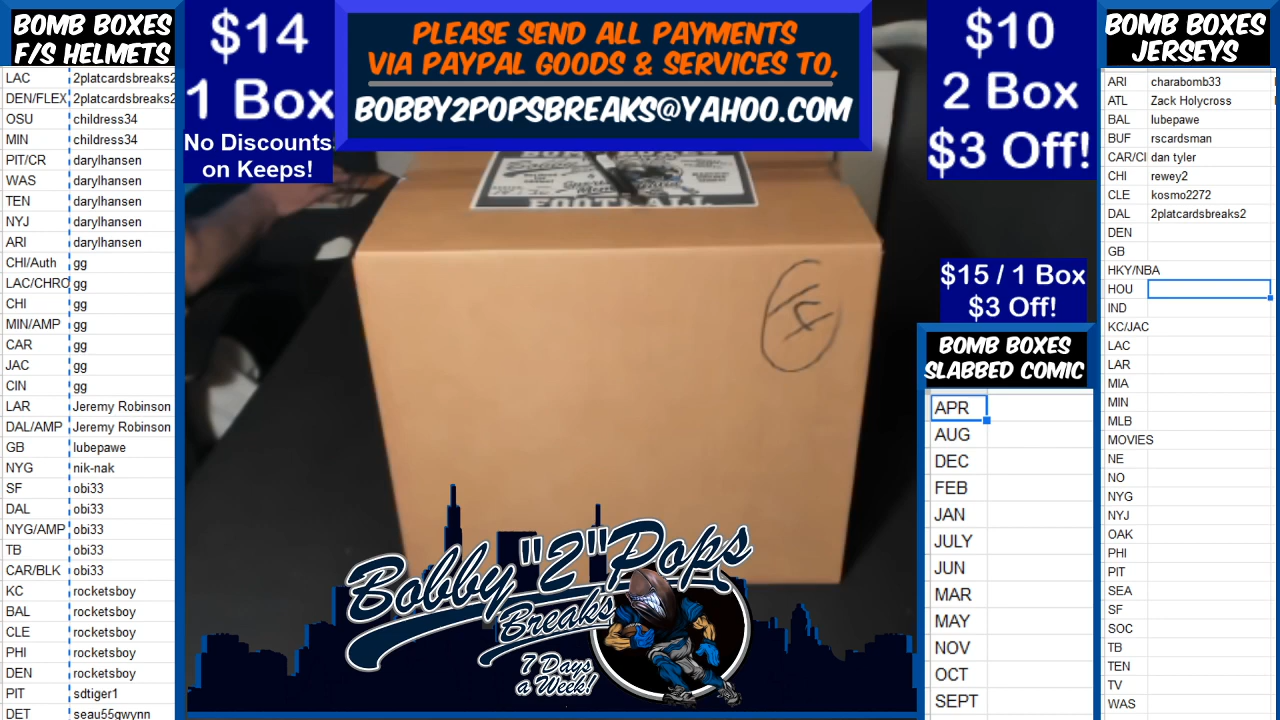 BOMB BOXES
F/S HELMETS
LAC 2platcardsbreaks2
DEN/FLEX 2platcardsbreaks2
OSU childress34
MIN childress34
PIT/CR darylhansen
WAS darylhansen
TEN darylhansen
NYJ darylhansen
ARI darylhansen
CHI/Auth gg
LAC/CHRO gg
CHI gg
MIN/AMP gg
CAR gg
JAC gg
CIN gg
LAR Jeremy Robinson
DAL/AMP Jeremy Robinson
GB lubepawe
NYG nik-nak
SF obi33
DAL obi33
NYG/AMP obi33
TB obi33
CAR/BLK obi33
KC rocketsboy
BAL rocketsboy
CLE rocketsboy
PHI rocketsboy
DEN rocketsboy
PIT sdtiger1
DET seau55gwynn
$14
1 Box
No Discounts
on Keeps!
PLEASE SEND ALL PAYMENTS
VIA PAYPAL GOODS & SERVICES TO,
BOBBY2POPSBREAKS@YAHOO.COM
FOOTBALL
Bobby "2" Pops
Breaks
7 Days
a Week!
$10
2 Box
$3 Off!
$15 / 1 Box
$3 Off!
BOMB BOXES
SLABBED COMIC
APR
AUG
DEC
FEB
JAN
JULY
JUN
MAR
MAY
NOV
OCT
SEPT
BOMB BOXES
JERSEYS
ARI charabomb33
ATL Zack Holycross
BAL lubepawe
BUF rscardsman
CAR/CI dan tyler
CHI rewey2
CLE kosmo2272
DAL 2platcardsbreaks2
DEN
GB
HKY/NBA
HOU
IND
KC/JAC
LAC
LAR
MIA
MIN
MLB
MOVIES
NE
NO
NYG
NYJ
OAK
PHI
PIT
SEA
SF
SOC
TB
TEN
TV
WAS